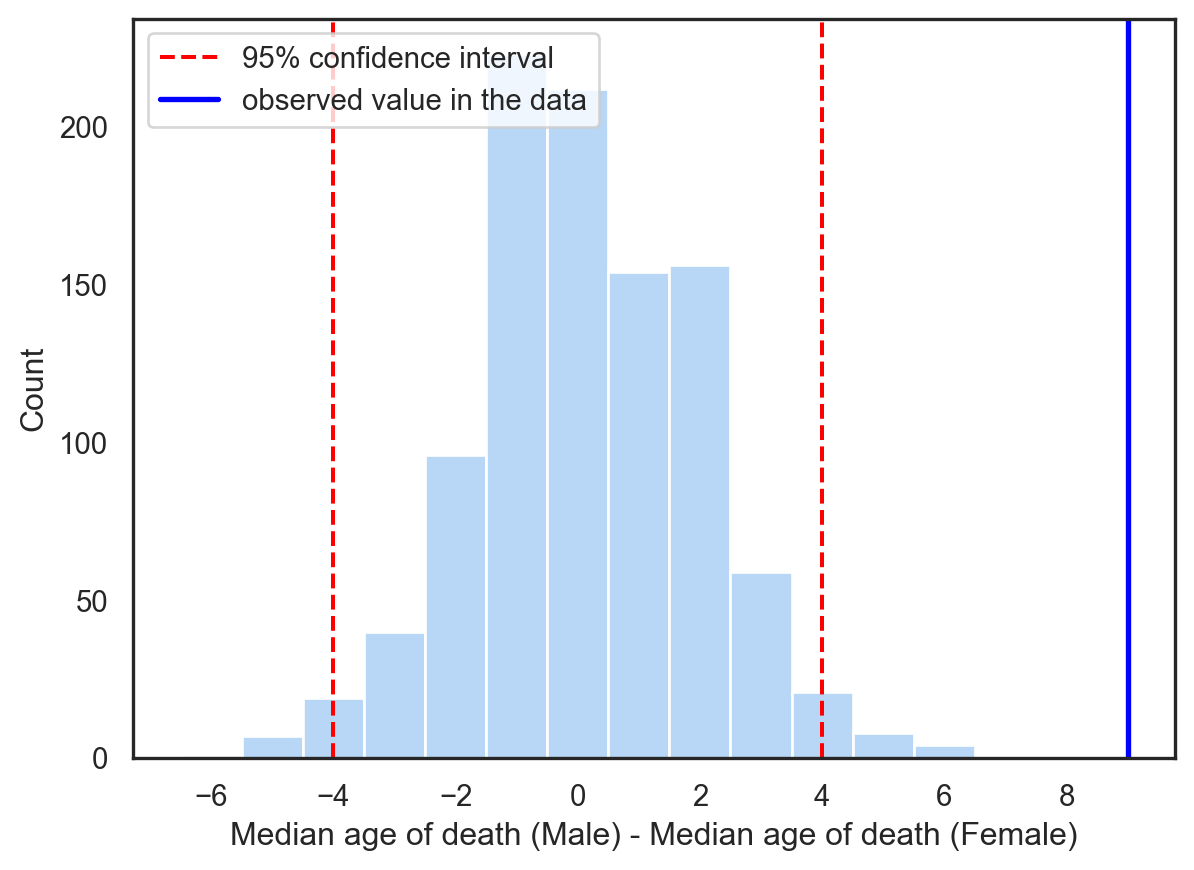 95% confidence interval
observed value in the data
200
150
100
50
0
Count
−6 −4 −2 0 2 4 6 8
Median age of death (Male) - Median age of death (Female)